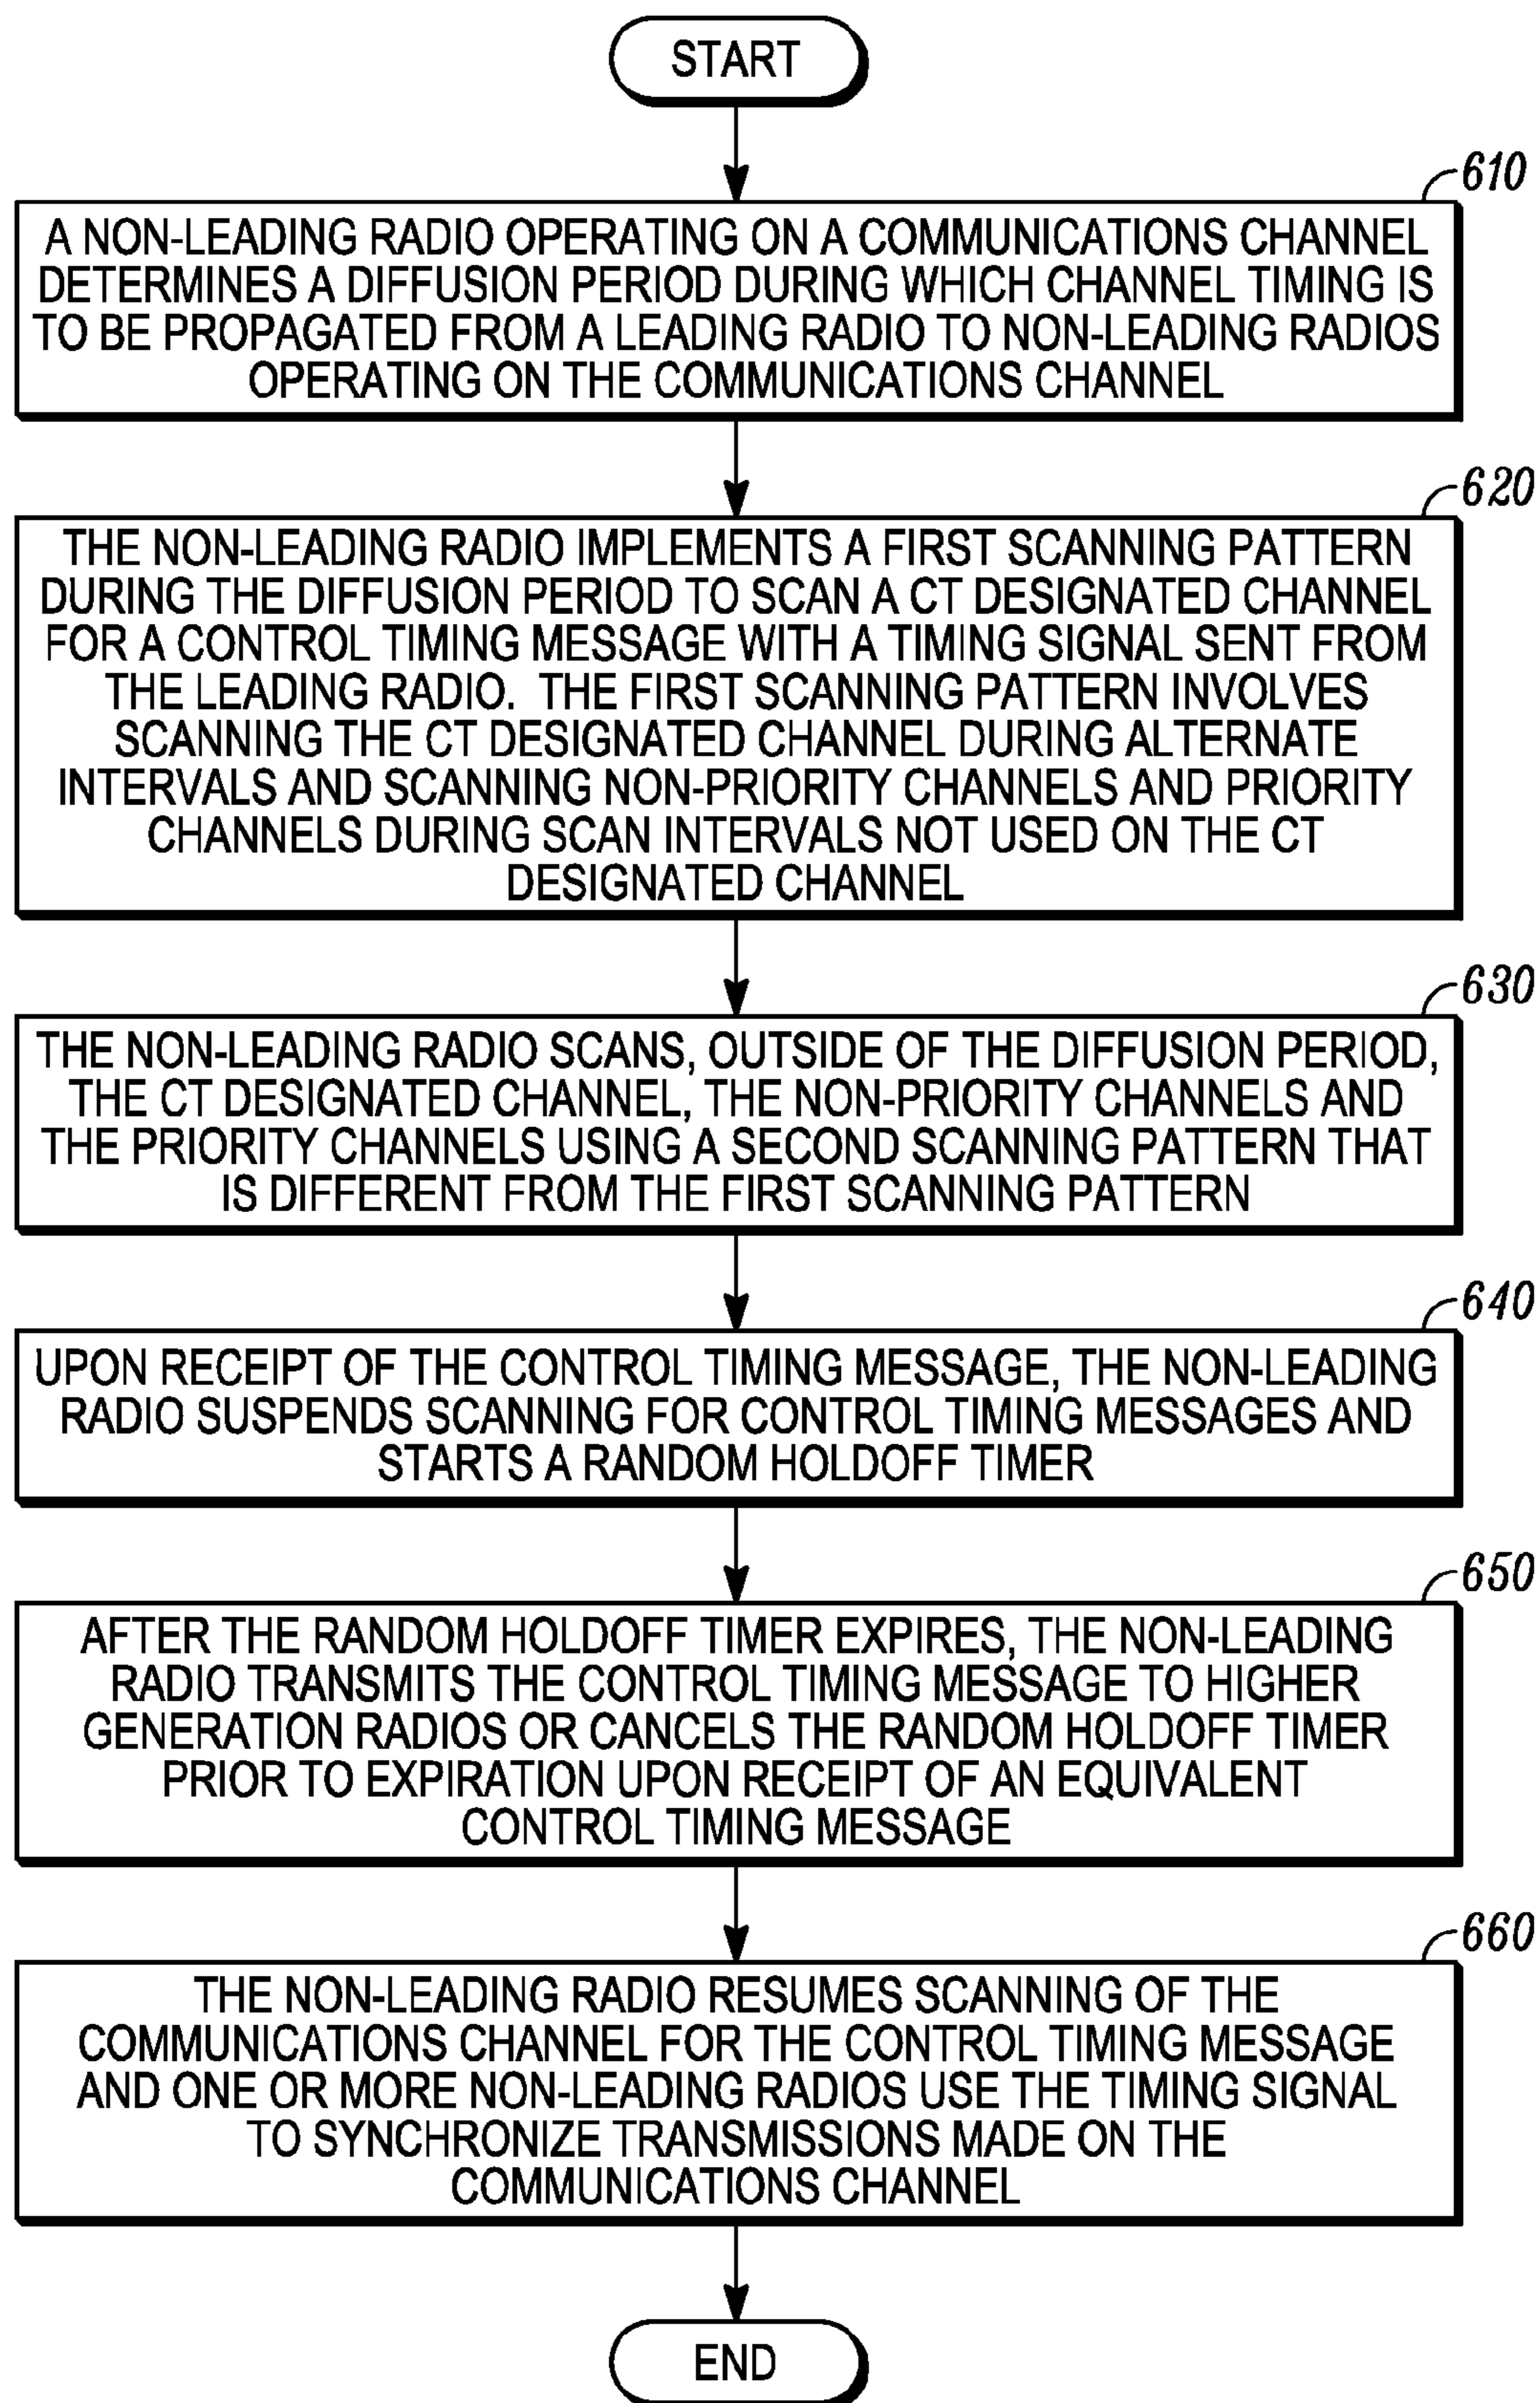 START
610
A NON-LEADING RADIO OPERATING ON A COMMUNICATIONS CHANNEL
DETERMINES A DIFFUSION PERIOD DURING WHICH CHANNEL TIMING IS
TO BE PROPAGATED FROM A LEADING RADIO TO NON-LEADING RADIOS
OPERATING ON THE COMMUNICATIONS CHANNEL
620
THE NON-LEADING RADIO IMPLEMENTS A FIRST SCANNING PATTERN
DURING THE DIFFUSION PERIOD TO SCAN A CT DESIGNATED CHANNEL
FOR A CONTROL TIMING MESSAGE WITH A TIMING SIGNAL SENT FROM
THE LEADING RADIO. THE FIRST SCANNING PATTERN INVOLVES
SCANNING THE CT DESIGNATED CHANNEL DURING ALTERNATE
INTERVALS AND SCANNING NON-PRIORITY CHANNELS AND PRIORITY
CHANNELS DURING SCAN INTERVALS NOT USED ON THE CT
DESIGNATED CHANNEL
630
THE NON-LEADING RADIO SCANS, OUTSIDE OF THE DIFFUSION PERIOD,
THE CT DESIGNATED CHANNEL, THE NON-PRIORITY CHANNELS AND
THE PRIORITY CHANNELS USING A SECOND SCANNING PATTERN THAT
IS DIFFERENT FROM THE FIRST SCANNING PATTERN
640
UPON RECEIPT OF THE CONTROL TIMING MESSAGE, THE NON-LEADING
RADIO SUSPENDS SCANNING FOR CONTROL TIMING MESSAGES AND
STARTS A RANDOM HOLDOFF TIMER
650
AFTER THE RANDOM HOLDOFF TIMER EXPIRES, THE NON-LEADING
RADIO TRANSMITS THE CONTROL TIMING MESSAGE TO HIGHER
GENERATION RADIOS OR CANCELS THE RANDOM HOLDOFF TIMER
PRIOR TO EXPIRATION UPON RECEIPT OF AN EQUIVALENT
CONTROL TIMING MESSAGE
660
THE NON-LEADING RADIO RESUMES SCANNING OF THE
COMMUNICATIONS CHANNEL FOR THE CONTROL TIMING MESSAGE
AND ONE OR MORE NON-LEADING RADIOS USE THE TIMING SIGNAL
TO SYNCHRONIZE TRANSMISSIONS MADE ON THE
COMMUNICATIONS CHANNEL
END